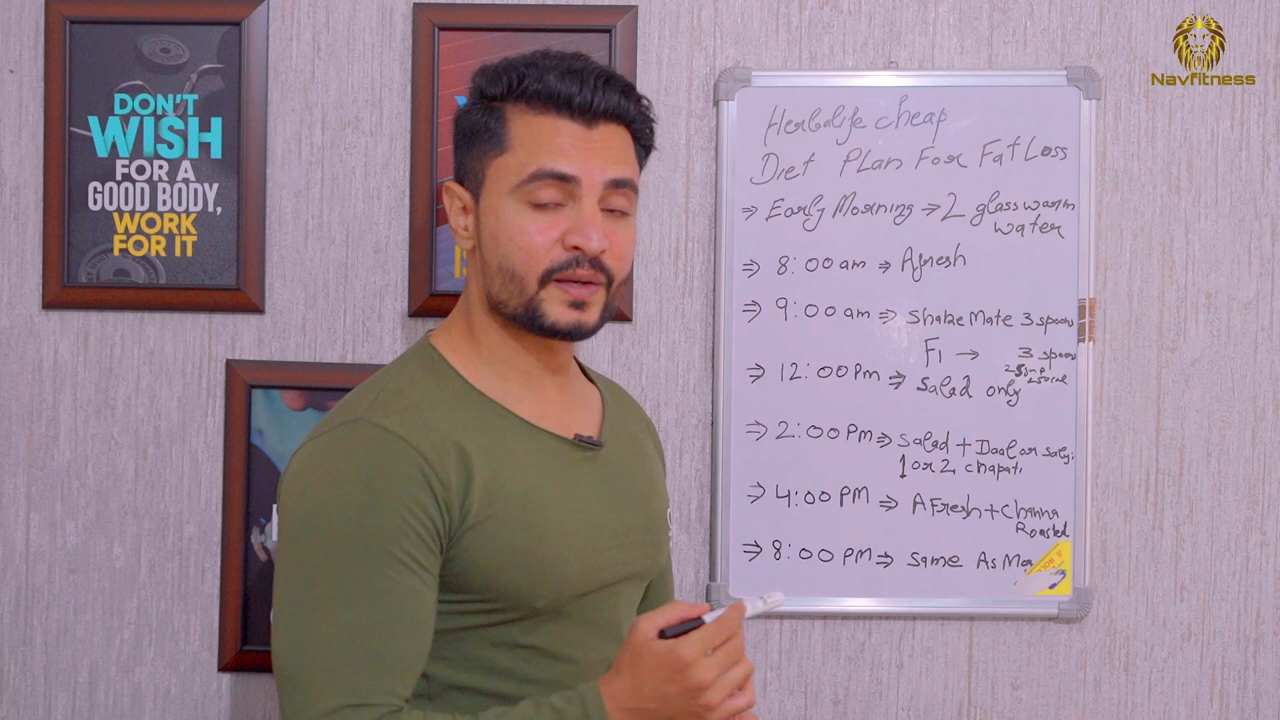 DON'T
WISH
FOR A
GOOD BODY,
WORK
FOR IT
Navfitness
Herbalife cheap
Diet Plan For Fat Loss
⇒ Early Morning → 2 glass warm
water
⇒ 8:00 am ⇒ Afresh
⇒ 9:00 am ⇒ Shake Mate 3 spoons
F1 → 3 spoons
⇒ 12:00 Pm ⇒ Salad only
⇒ 2:00 Pm ⇒ Salad + Daal or
1 or 2 chapati
⇒ 4:00 PM ⇒ AFresh + Channa
Roasted
⇒ 8:00 PM ⇒ Same As